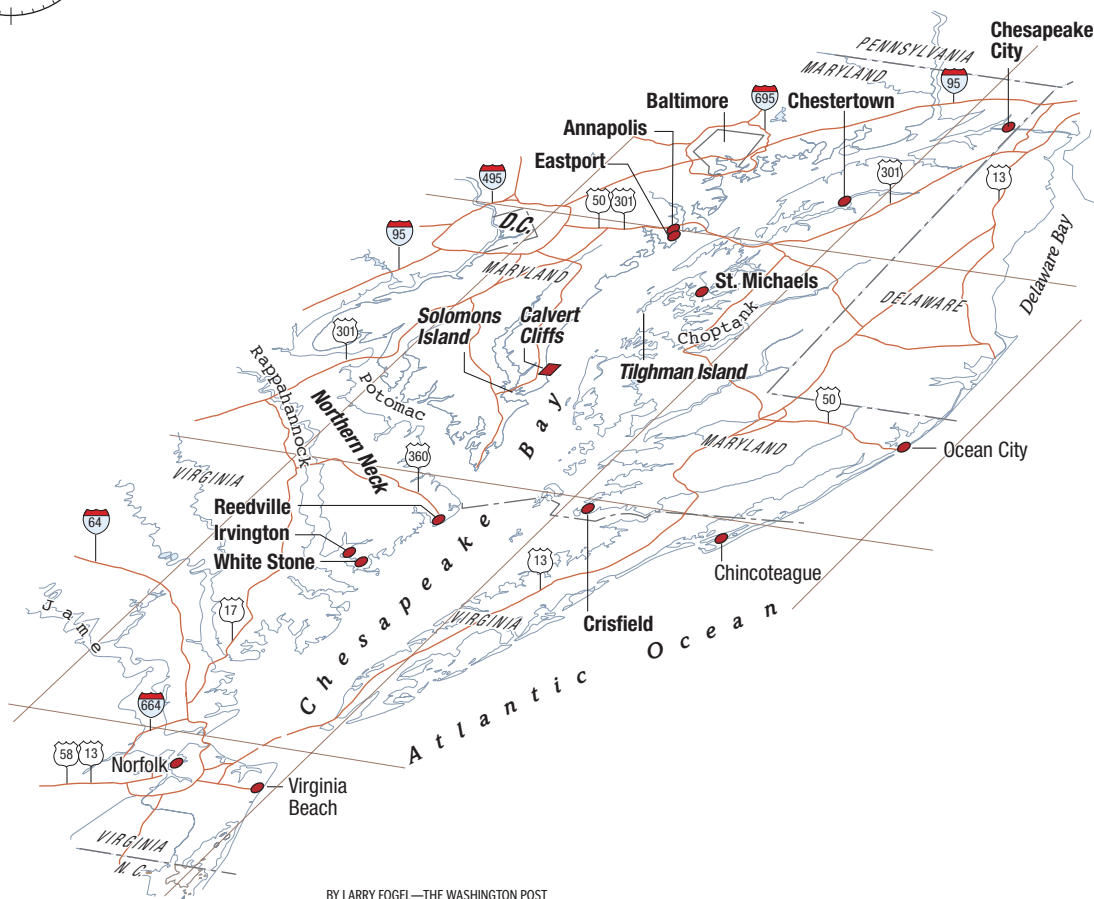 Chesapeake
City
PENNSYLVANIA
MARYLAND
95
695
Baltimore
Chestertown
Annapolis
Eastport
495
50
301
301
13
D.C.
95
MARYLAND
Delaware Bay
St. Michaels
DELAWARE
Solomons
Island
Calvert
Cliffs
Choptank
301
Tilghman Island
Rappahannock
Potomac
Northern Neck
50
MARYLAND
Ocean City
360
VIRGINIA
Reedville
Irvington
White Stone
64
13
Chincoteague
Jame
17
VIRGINIA
Crisfield
Chesapeake Bay
Atlantic Ocean
664
58
13
Norfolk
Virginia
Beach
VIRGINIA
N.C.
BY LARRY FOGEL—THE WASHINGTON POST